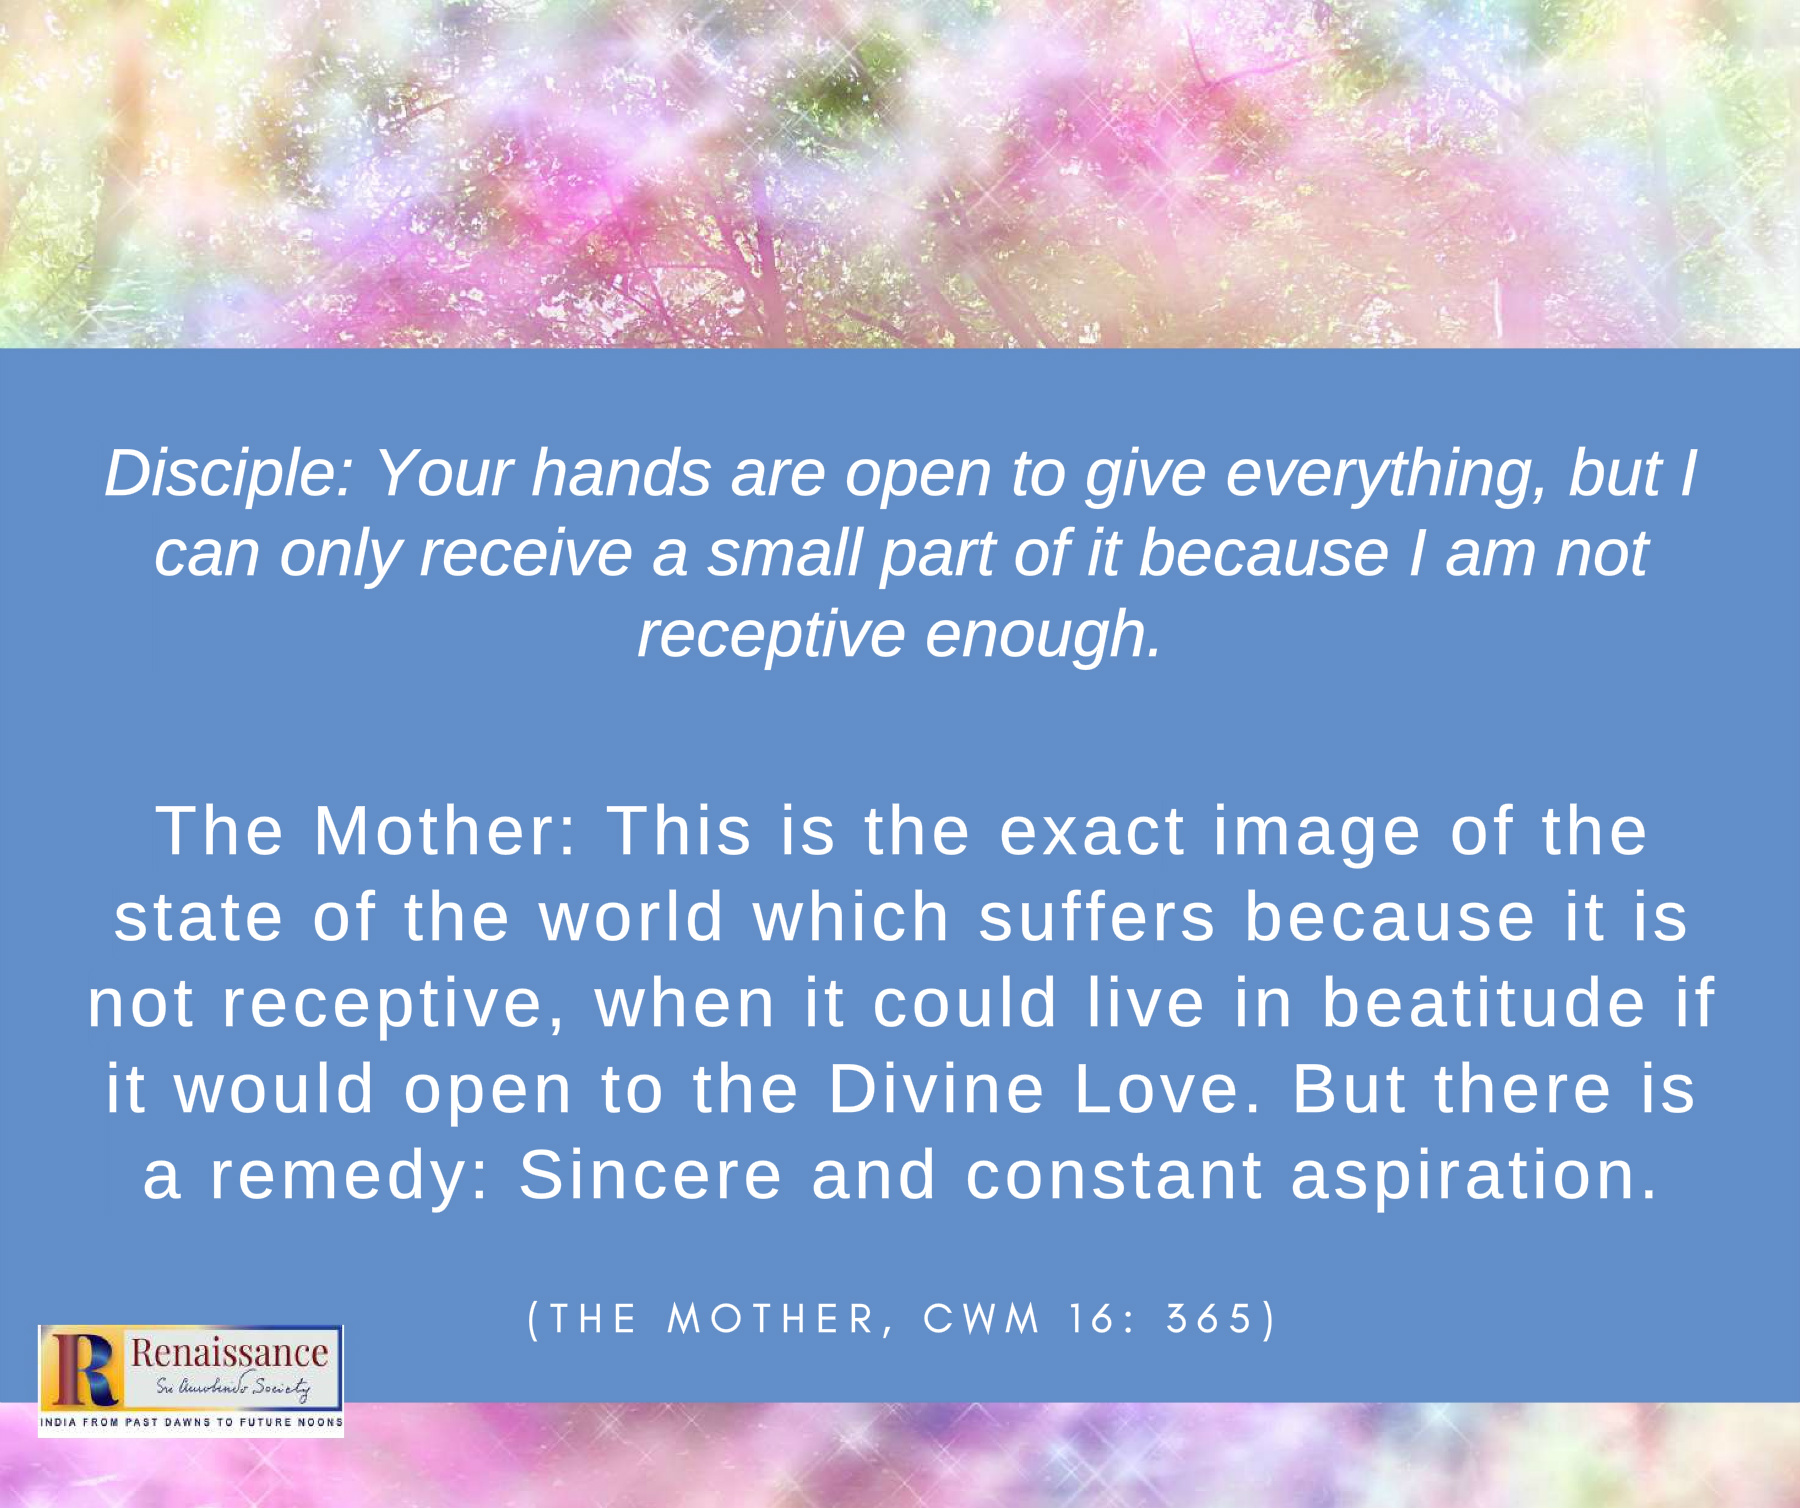 Disciple: Your hands are open to give everything, but I
can only receive a small part of it because I am not
receptive enough.
The Mother: This is the exact image of the
state of the world which suffers because it is
not receptive, when it could live in beatitude if
it would open to the Divine Love. But there is
a remedy: Sincere and constant aspiration.
(THE MOTHER, CWM 16: 365)
R
Renaissance
Sri Aurobindo Society
INDIA FROM PAST DAWNS TO FUTURE NOONS